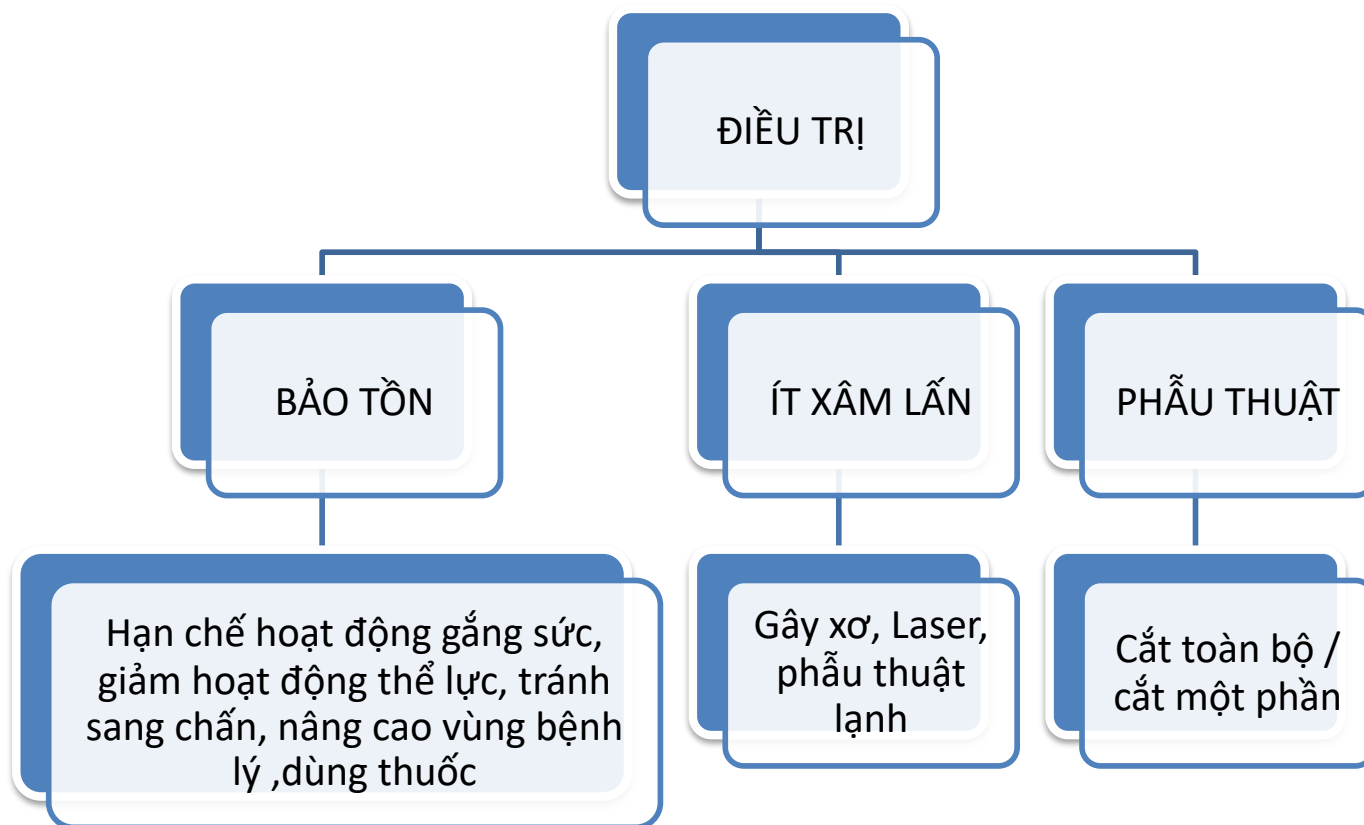 ĐIỀU TRỊ
BẢO TỒN
ÍT XÂM LẤN
PHẪU THUẬT
Hạn chế hoạt động gắng sức,
giảm hoạt động thể lực, tránh
sang chấn, nâng cao vùng bệnh
lý ,dùng thuốc
Gây xơ, Laser,
phẫu thuật
lạnh
Cắt toàn bộ /
cắt một phần